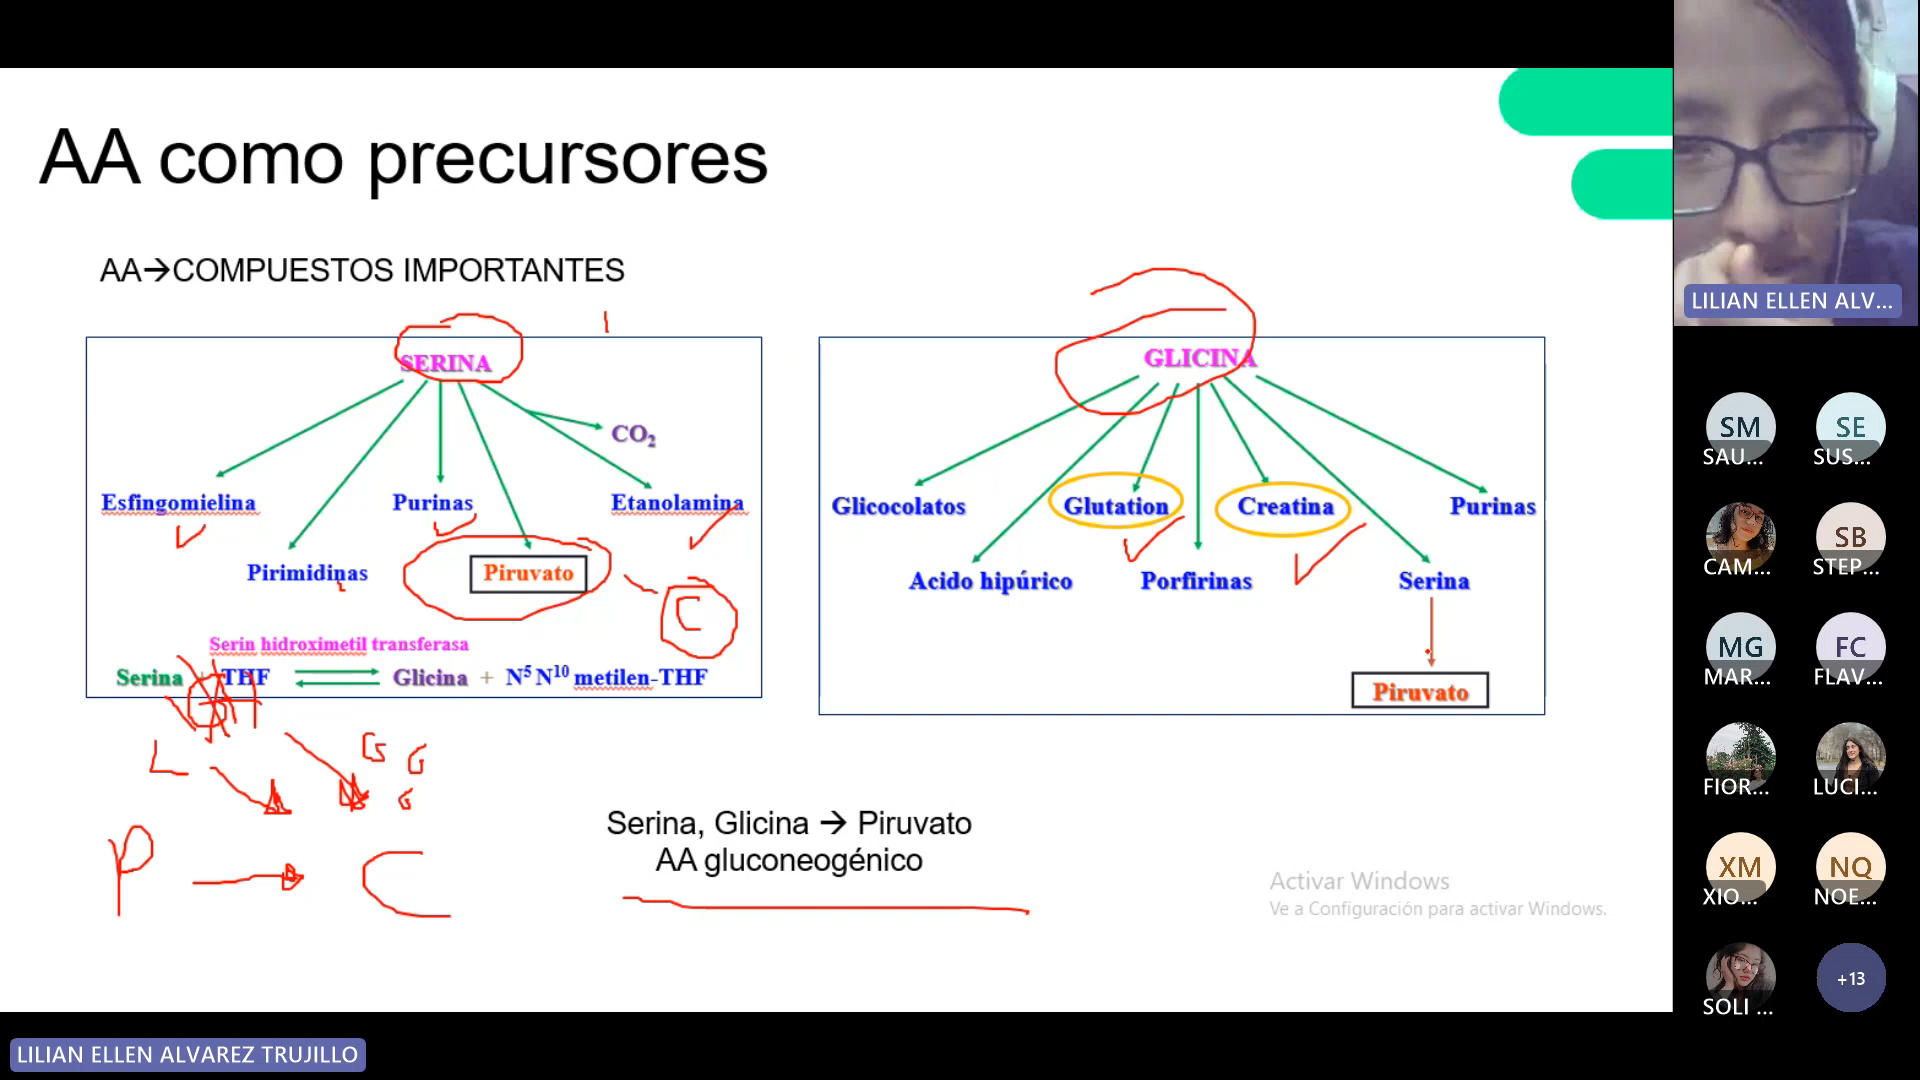 AA como precursores
AA→COMPUESTOS IMPORTANTES
SERINA
CO₂
Esfingomielina
Purinas
Etanolamina
Pirimidinas
Piruvato
C
Serin hidroximetil transferasa
Serina + THF ⇌ Glicina + N⁵ N¹⁰ metilen-THF
GLICINA
Glicocolatos
Glutation
Creatina
Purinas
Acido hipúrico
Porfirinas
Serina
Piruvato
L
G
G
P → C
Serina, Glicina → Piruvato
AA gluconeogénico
Activar Windows
Ve a Configuración para activar Windows.
LILIAN ELLEN ALV...
SM
SAU...
SE
SUS...
CAM...
SB
STEP...
MG
MAR...
FC
FLAV...
FIOR...
LUCI...
XM
XIO...
NQ
NOE...
SOLI ...
+13
LILIAN ELLEN ALVAREZ TRUJILLO